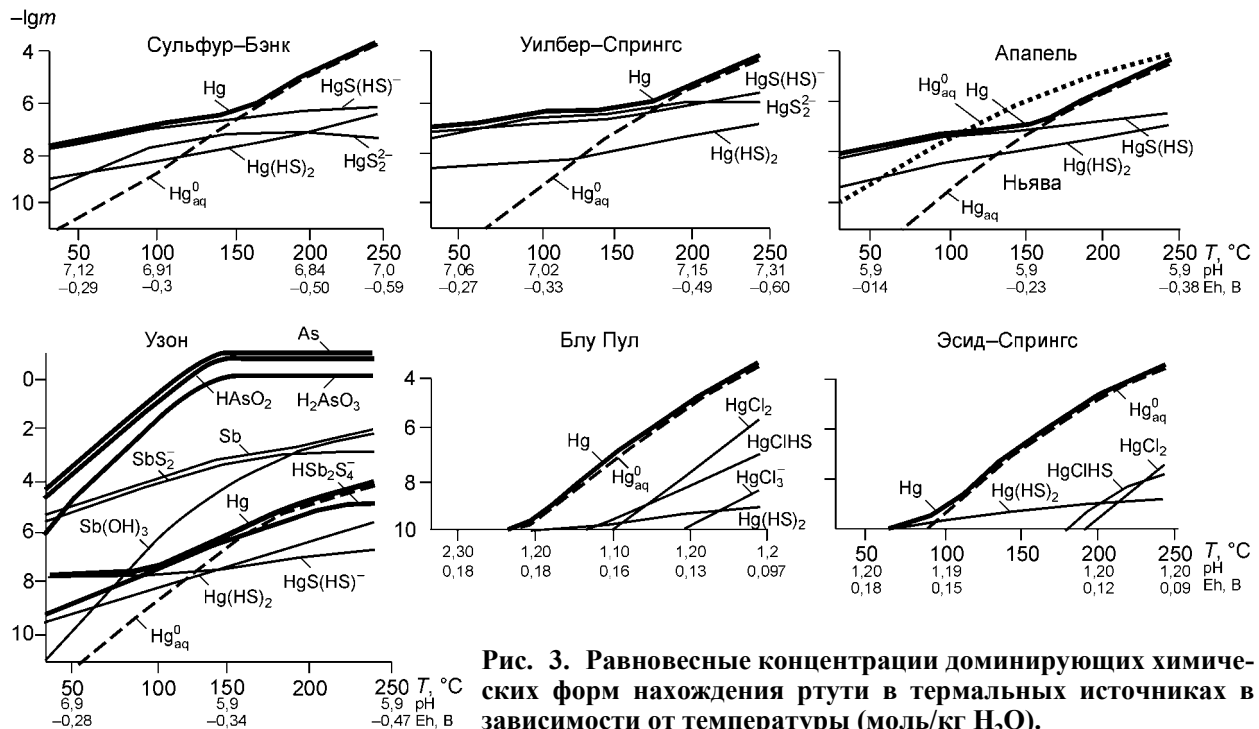 –lgm
Сульфур–Бэнк
4
6
8
10
Hg
HgS(HS)⁻
HgS₂²⁻
Hg(HS)₂
Hg⁰aq
50 100 150 200 250
7,12 6,91 6,84 7,0
–0,29 –0,3 –0,50 –0,59
Уилбер–Спрингс
Hg
HgS(HS)⁻
HgS₂²⁻
Hg(HS)₂
Hg⁰aq
50 100 150 200 250
7,06 7,02 7,15 7,31
–0,27 –0,33 –0,49 –0,60
Апапель
Hg⁰aq
Hg
HgS(HS)
Hg(HS)₂
Ньява
Hg aq
50 100 150 200 250 T, °C
5,9 5,9 5,9 pH
–014 –0,23 –0,38 Eh, В
Узон
0
2
4
6
8
10
As
HAsO₂
H₂AsO₃
Sb
SbS₂⁻
HSb₂S₄⁻
Hg
Sb(OH)₃
HgS(HS)⁻
Hg(HS)₂
Hg⁰aq
50 100 150 200 250 T, °C
6,9 5,9 5,9 pH
–0,28 –0,34 –0,47 Eh, В
Блу Пул
4
6
8
10
HgCl₂
Hg
HgClHS
Hg⁰aq
HgCl₃⁻
Hg(HS)₂
2,30 1,20 1,10 1,20 1,2
0,18 0,18 0,16 0,13 0,097
Эсид–Спрингс
Hg⁰aq
HgCl₂
HgClHS
Hg(HS)₂
Hg
50 100 150 200 250 T, °C
1,20 1,19 1,20 1,20 pH
0,18 0,15 0,12 0,09 Eh, В
Рис. 3. Равновесные концентрации доминирующих химиче-
ских форм нахождения ртути в термальных источниках в
зависимости от температуры (моль/кг H₂O).